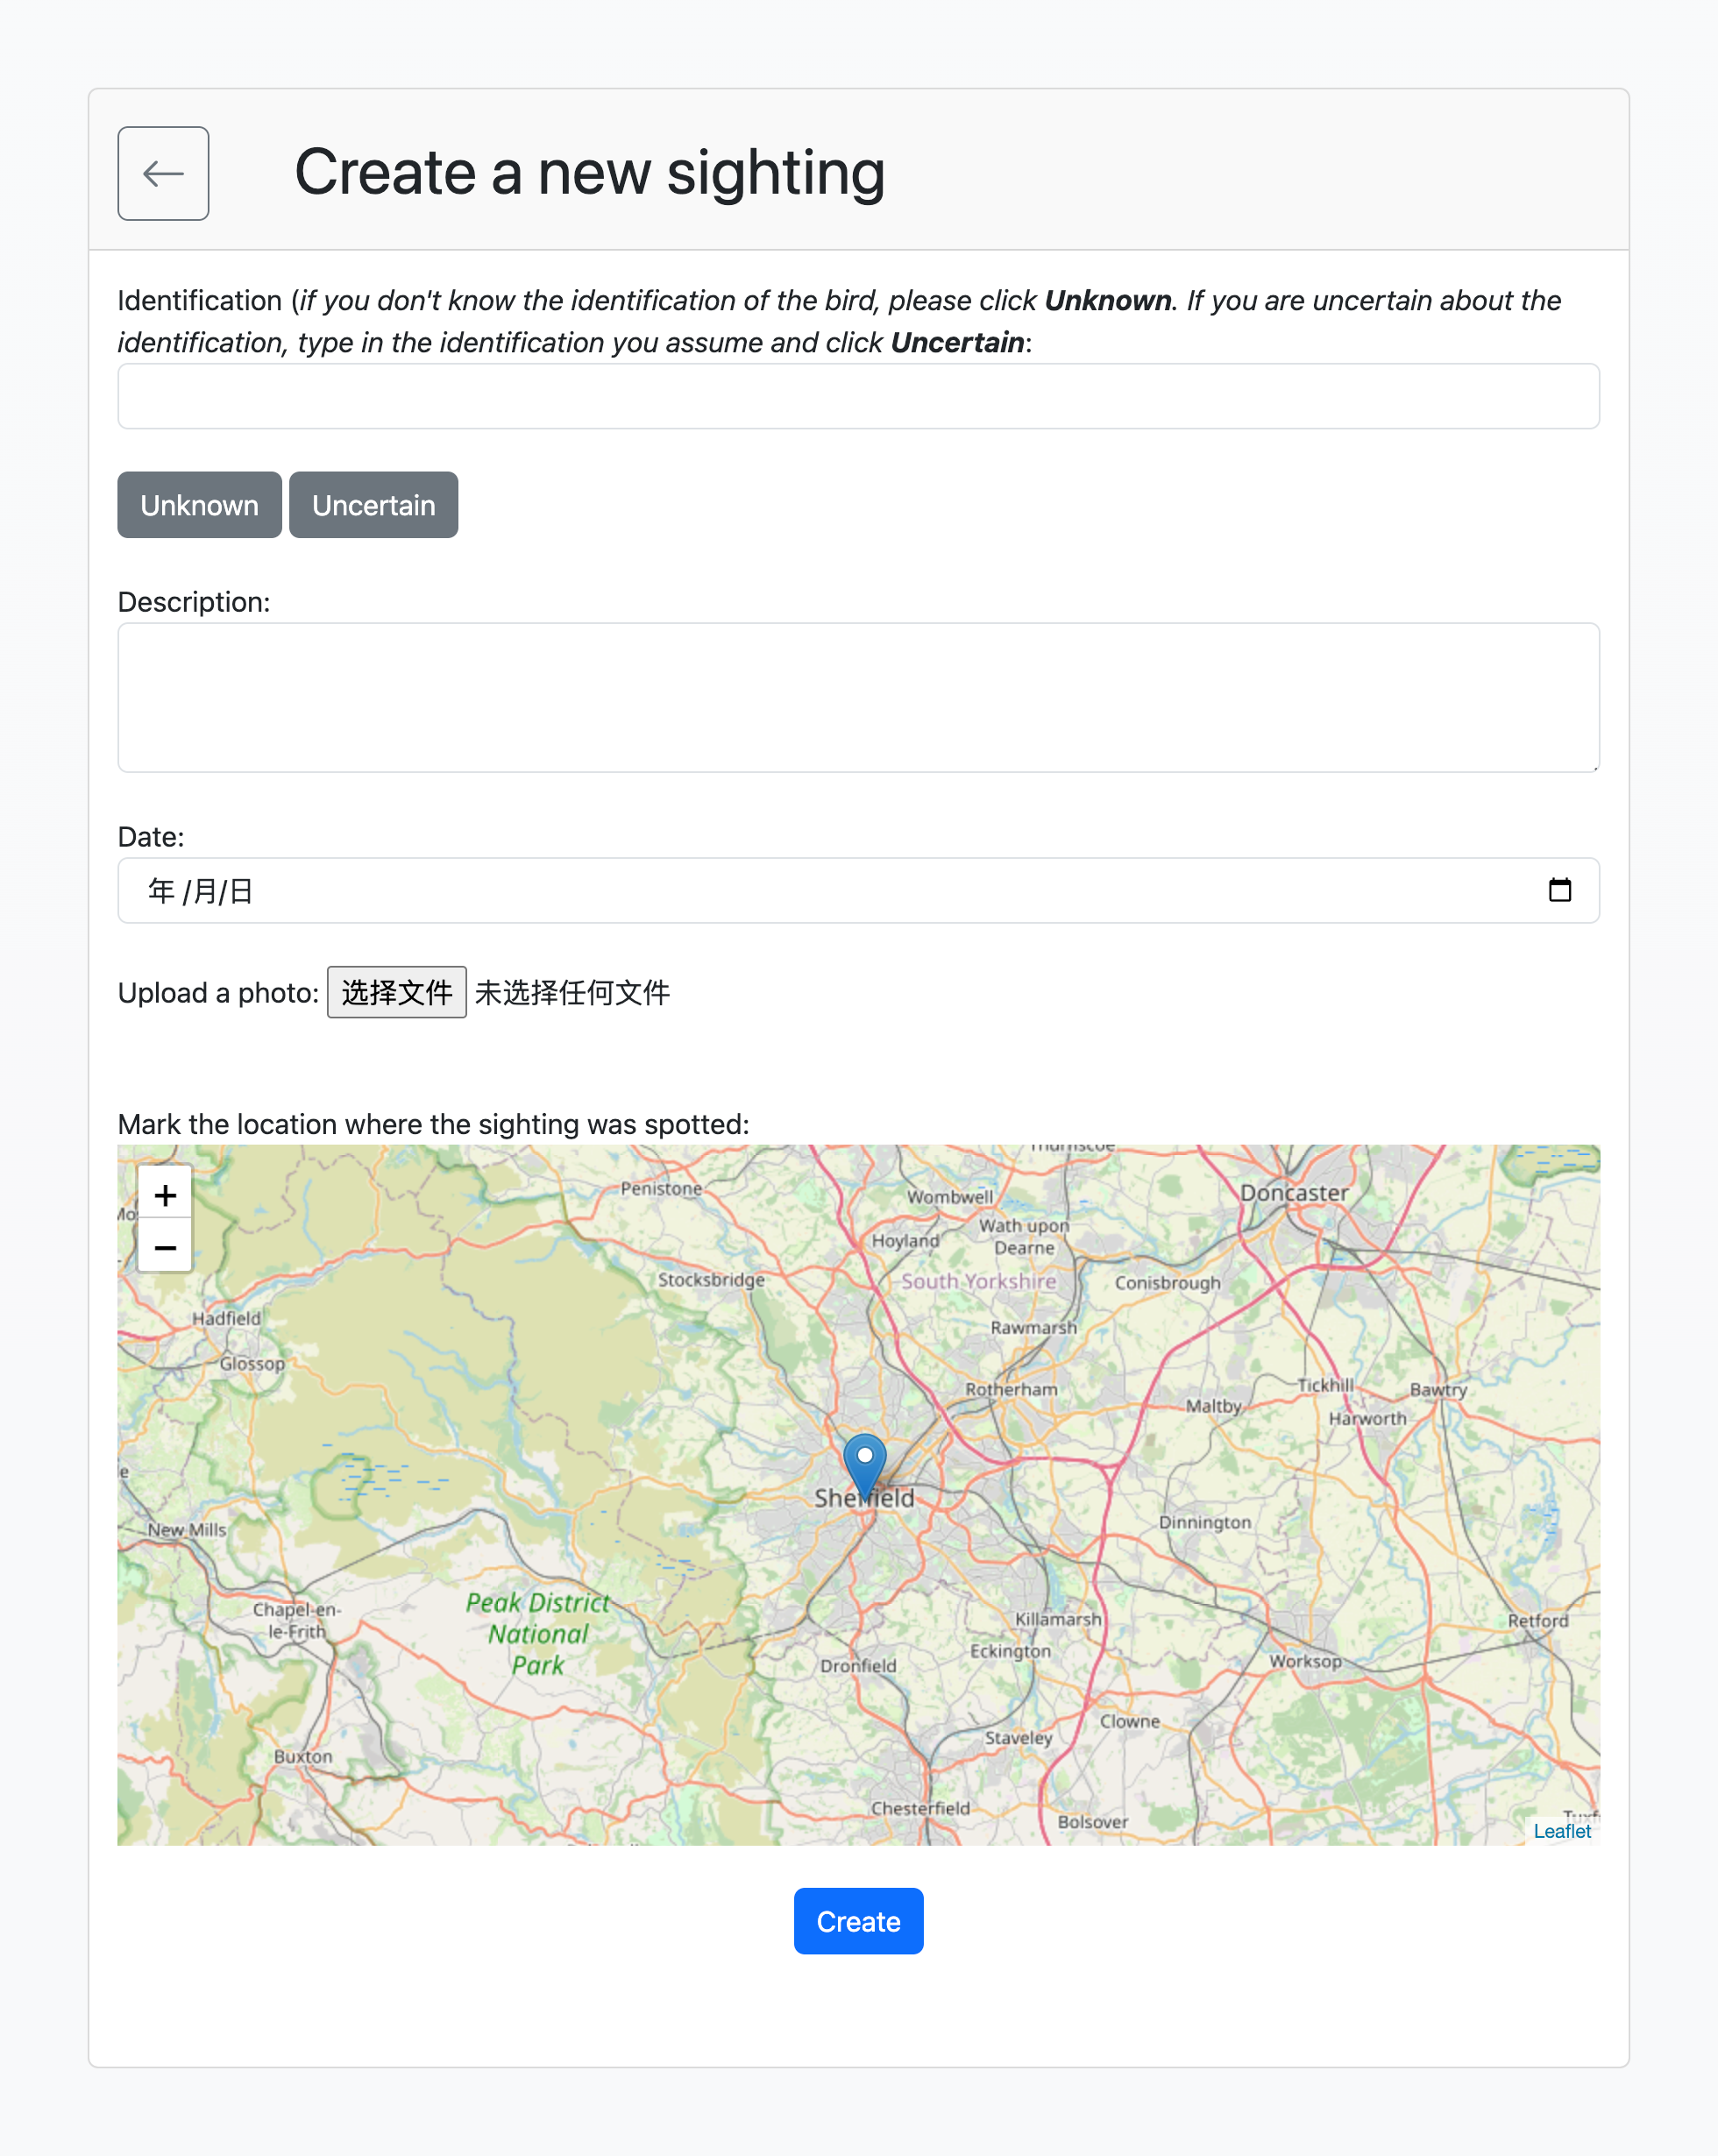 Create a new sighting
Identification (if you don't know the identification of the bird, please click Unknown. If you are uncertain about the
identification, type in the identification you assume and click Uncertain:
Unknown Uncertain
Description:
Date:
年 /月/日
Upload a photo: 选择文件 未选择任何文件
Mark the location where the sighting was spotted:
+
−
Thurnscoe
Penistone
Wombwell
Doncaster
Wath upon
Dearne
Hoyland
Stocksbridge
South Yorkshire
Conisbrough
Hadfield
Rawmarsh
Glossop
Rotherham
Tickhill
Bawtry
Maltby
Harworth
Sheffield
New Mills
Dinnington
Peak District
National
Park
Chapel-en-
le-Frith
Killamarsh
Retford
Eckington
Dronfield
Worksop
Clowne
Staveley
Buxton
Chesterfield
Bolsover
Leaflet
Create